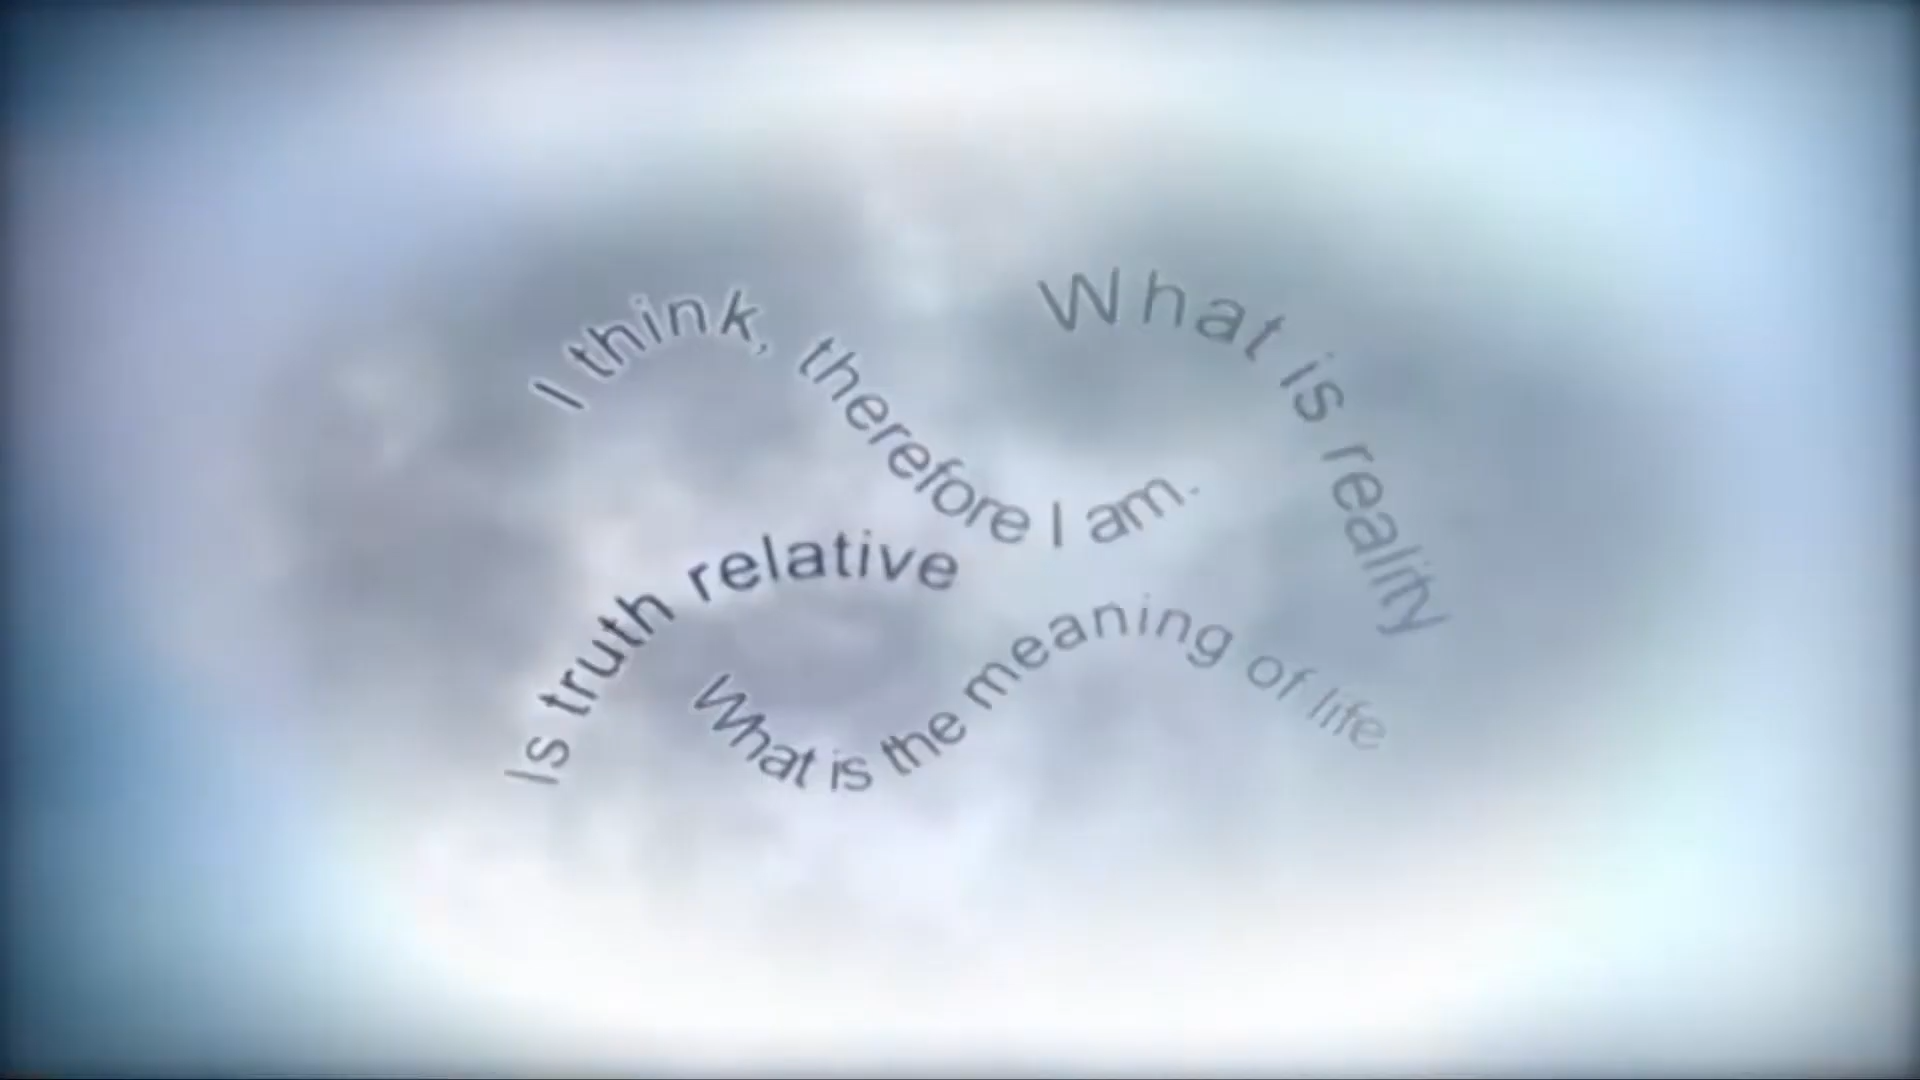 I think, therefore I am.
What is reality
Is truth relative
What is the meaning of life